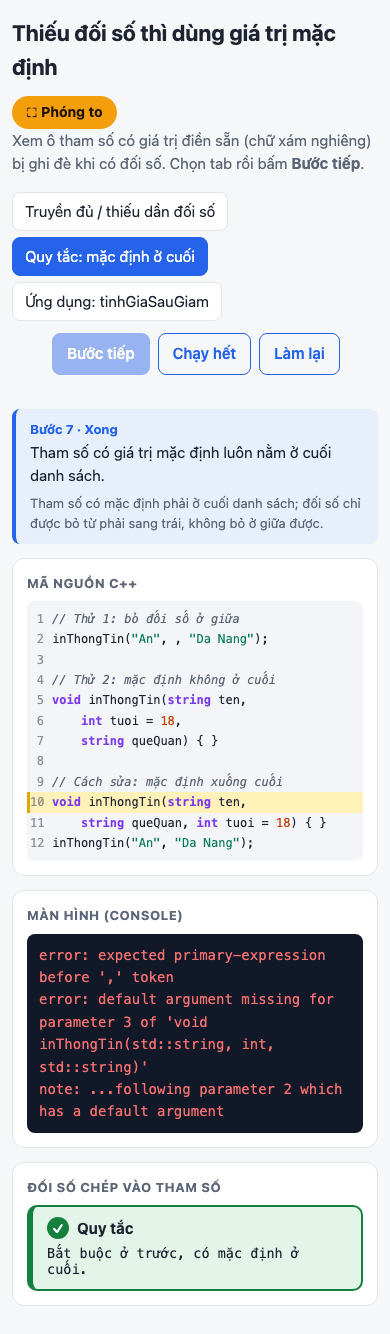 Thiếu đối số thì dùng giá trị mặc
định
Phóng to
Xem ô tham số có giá trị điền sẵn (chữ xám nghiêng)
bị ghi đè khi có đối số. Chọn tab rồi bấm Bước tiếp.
Truyền đủ / thiếu dần đối số
Quy tắc: mặc định ở cuối
Ứng dụng: tinhGiaSauGiam
Bước tiếp
Chạy hết
Làm lại
Bước 7 · Xong
Tham số có giá trị mặc định luôn nằm ở cuối
danh sách.
Tham số có mặc định phải ở cuối danh sách; đối số chỉ
được bỏ từ phải sang trái, không bỏ ở giữa được.
MÃ NGUỒN C++
1 // Thử 1: bỏ đối số ở giữa
2 inThongTin("An", , "Da Nang");
3
4 // Thử 2: mặc định không ở cuối
5 void inThongTin(string ten,
6     int tuoi = 18,
7     string queQuan) { }
8
9 // Cách sửa: mặc định xuống cuối
10 void inThongTin(string ten,
11     string queQuan, int tuoi = 18) { }
12 inThongTin("An", "Da Nang");
MÀN HÌNH (CONSOLE)
error: expected primary-expression
before ',' token
error: default argument missing for
parameter 3 of 'void
inThongTin(std::string, int,
std::string)'
note: ...following parameter 2 which
has a default argument
ĐỐI SỐ CHÉP VÀO THAM SỐ
Quy tắc
Bắt buộc ở trước, có mặc định ở
cuối.